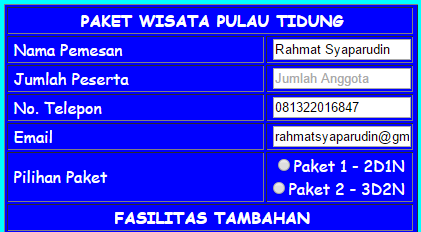 PAKET WISATA PULAU TIDUNG
Nama Pemesan Rahmat Syaparudin
Jumlah Peserta Jumlah Anggota
No. Telepon 081322016847
Email rahmatsyaparudin@gm
Pilihan Paket Paket 1 - 2D1N
Paket 2 - 3D2N
FASILITAS TAMBAHAN